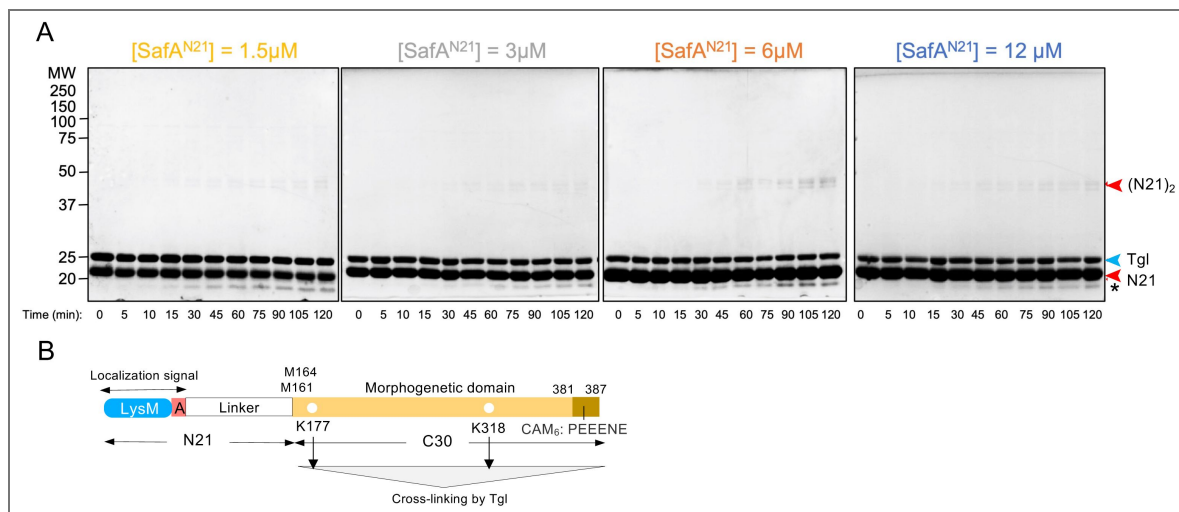 A
[SafA^N21] = 1.5µM [SafA^N21] = 3µM [SafA^N21] = 6µM [SafA^N21] = 12 µM
MW
250
150
100
75
50
37
25
20
(N21)₂
Tgl
N21
*
Time (min): 0 5 10 15 30 45 60 75 90 105 120 0 5 10 15 30 45 60 75 90 105 120 0 5 10 15 30 45 60 75 90 105 120 0 5 10 15 30 45 60 75 90 105 120
B
Localization signal
M164
M161
Morphogenetic domain
381 387
LysM A Linker
K177 K318 CAM₆: PEEENE
N21 C30
Cross-linking by Tgl